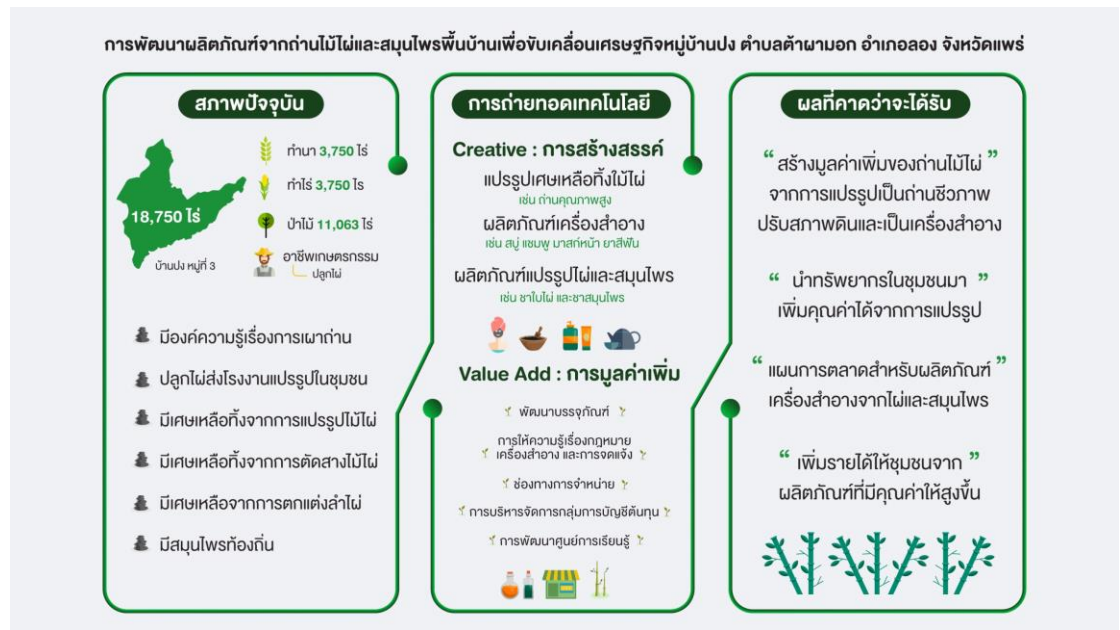 การพัฒนาผลิตภัณฑ์จากถ่านไม้ไผ่และสมุนไพรพื้นบ้านเพื่อขับเคลื่อนเศรษฐกิจหมู่บ้านปง ตำบลต้าผามอก อำเภอลอง จังหวัดแพร่
สภาพปัจจุบัน
18,750 ไร่
บ้านปง หมู่ที่ 3
ทำนา 3,750 ไร่
ทำไร่ 3,750 ไร
ป่าไม้ 11,063 ไร่
อาชีพเกษตรกรรม
ปลูกไผ่
มีองค์ความรู้เรื่องการเผาถ่าน
ปลูกไผ่ส่งโรงงานแปรรูปในชุมชน
มีเศษเหลือทิ้งจากการแปรรูปไม้ไผ่
มีเศษเหลือทิ้งจากการตัดสางไม้ไผ่
มีเศษเหลือจากการตกแต่งลำไผ่
มีสมุนไพรท้องถิ่น
การถ่ายทอดเทคโนโลยี
Creative : การสร้างสรรค์
แปรรูปเศษเหลือทิ้งใม้ไผ่
เช่น ถ่านคุณภาพสูง
ผลิตภัณฑ์เครื่องสำอาง
เช่น สบู่ แชมพู มาสก์หน้า ยาสีฟัน
ผลิตภัณฑ์แปรรูปไผ่และสมุนไพร
เช่น ชาใบไผ่ และชาสมุนไพร
Value Add : การมูลค่าเพิ่ม
พัฒนาบรรจุภัณฑ์
การให้ความรู้เรื่องกฎหมาย
เครื่องสำอาง และการจดแจ้ง
ช่องทางการจำหน่าย
การบริหารจัดการกลุ่มการบัญชีต้นทุน
การพัฒนาศูนย์การเรียนรู้
ผลที่คาดว่าจะได้รับ
“ สร้างมูลค่าเพิ่มของถ่านไม้ไผ่ ”
จากการแปรรูปเป็นถ่านชีวภาพ
ปรับสภาพดินและเป็นเครื่องสำอาง
“ นำทรัพยากรในชุมชนมา ”
เพิ่มคุณค่าได้จากการแปรรูป
“ แผนการตลาดสำหรับผลิตภัณฑ์ ”
เครื่องสำอางจากไผ่และสมุนไพร
“ เพิ่มรายได้ให้ชุมชนจาก ”
ผลิตภัณฑ์ที่มีคุณค่าให้สูงขึ้น